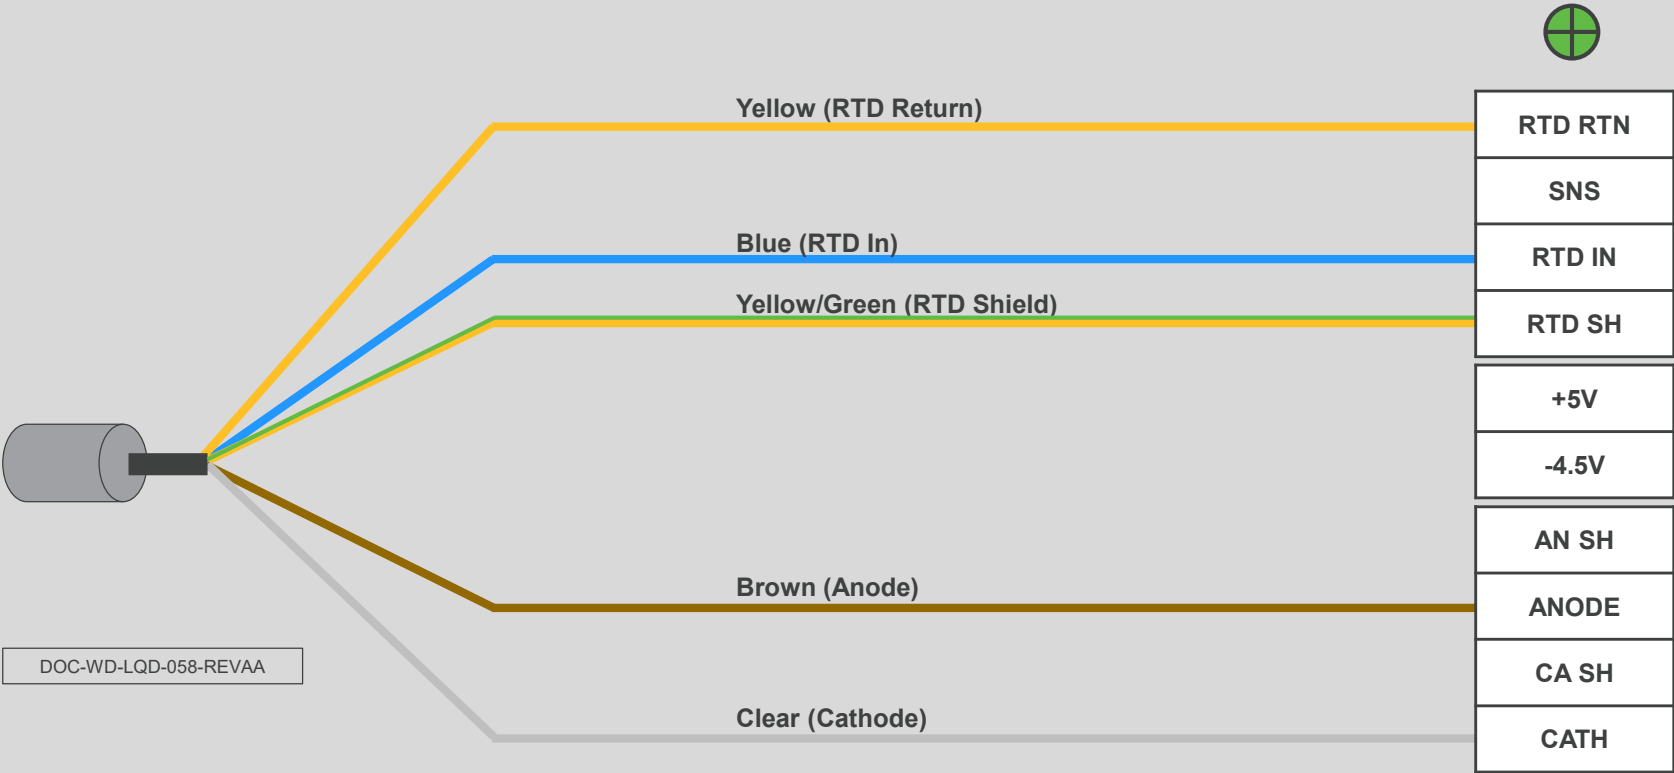 Yellow (RTD Return)
RTD RTN
SNS
Blue (RTD In)
RTD IN
Yellow/Green (RTD Shield)
RTD SH
+5V
-4.5V
AN SH
Brown (Anode)
ANODE
DOC-WD-LQD-058-REVAA
CA SH
Clear (Cathode)
CATH